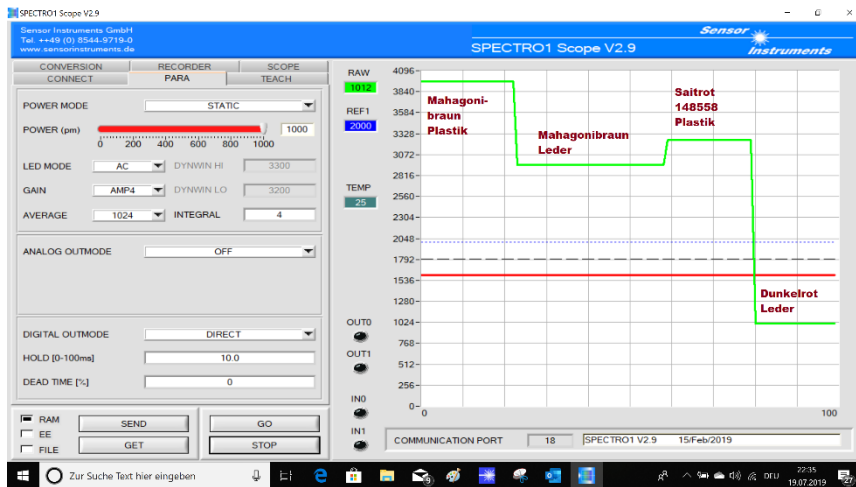 SPECTRO1 Scope V2.9
Sensor Instruments GmbH
Tel. ++49 (0) 8544-9719-0
www.sensorinstruments.de
SPECTRO1 Scope V2.9
Sensor
Instruments
CONVERSION RECORDER SCOPE
CONNECT PARA TEACH
POWER MODE STATIC
POWER (pm) 1000
0 200 400 600 800 1000
LED MODE AC DYNWIN HI 3300
GAIN AMP4 DYNWIN LO 3200
AVERAGE 1024 INTEGRAL 4
ANALOG OUTMODE OFF
DIGITAL OUTMODE DIRECT
HOLD [0-100ms] 10.0
DEAD TIME [%] 0
RAM
EE
FILE
SEND GO
GET STOP
RAW
1012
REF1
2000
TEMP
25
OUT0
OUT1
IN0
IN1
4096-
3840-
3584-
3328-
3072-
2816-
2560-
2304-
2048-
1792-
1536-
1280-
1024-
768-
512-
256-
0-
0 100
Mahagoni-
braun
Plastik
Mahagonibraun
Leder
Saitrot
148558
Plastik
Dunkelrot
Leder
COMMUNICATION PORT 18 SPECTRO1 V2.9 15/Feb/2019
Zur Suche Text hier eingeben
DEU
22:35
19.07.2019